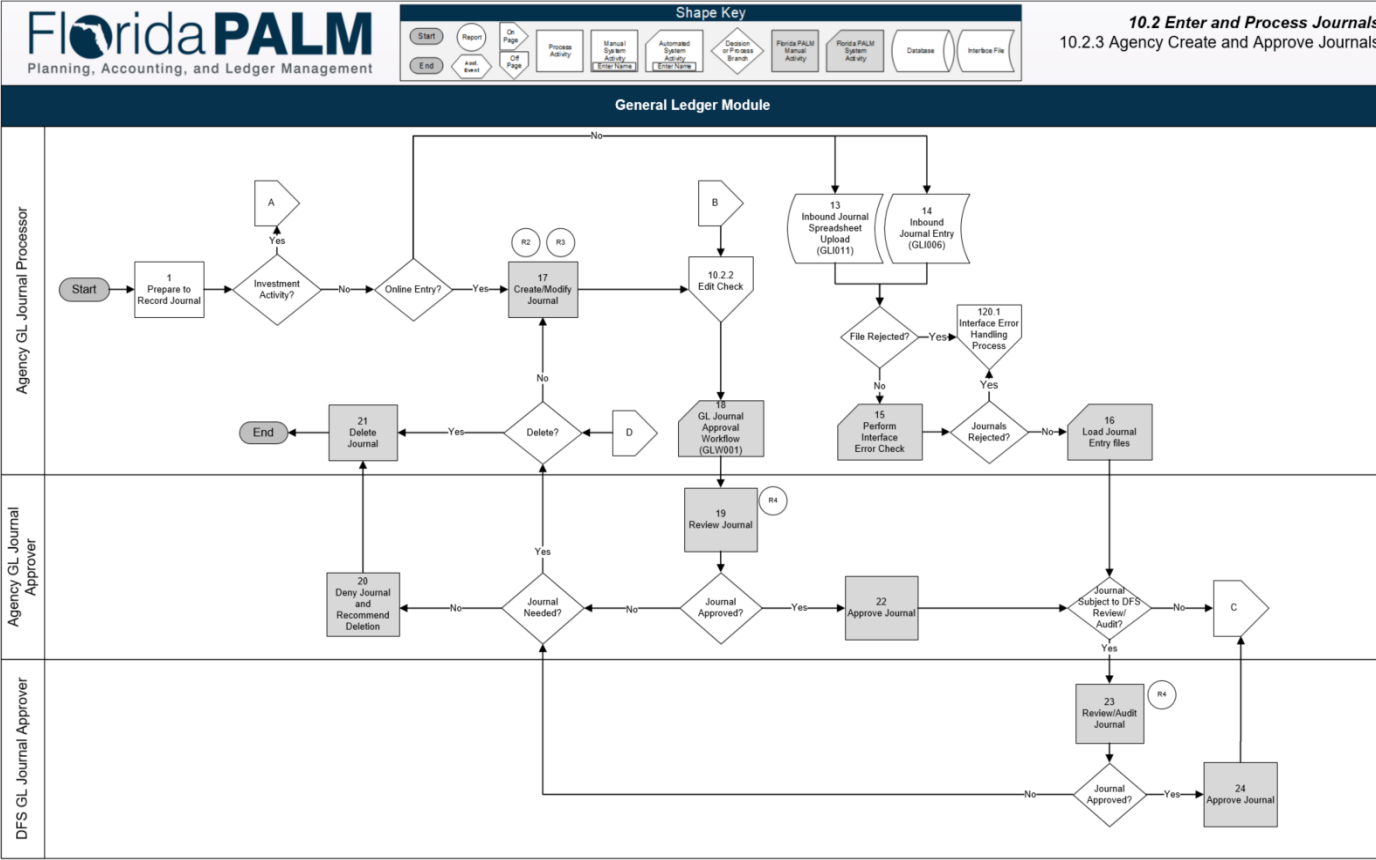 Florida PALM
Planning, Accounting, and Ledger Management
Shape Key
Start
End
Report
Acct.
Event
On
Page
Off
Page
Process
Activity
Manual
System
Activity
Enter Name
Automated
System
Activity
Enter Name
Decision
or Process
Branch
Florida PALM
Manual
Activity
Florida PALM
System
Activity
Database
Interface File
10.2 Enter and Process Journals
10.2.3 Agency Create and Approve Journals
General Ledger Module
Agency GL Journal Processor
No
A
Yes
Start
1
Prepare to
Record Journal
Investment
Activity?
No
Online Entry?
Yes
R2
R3
17
Create/Modify
Journal
B
10.2.2
Edit Check
13
Inbound Journal
Spreadsheet
Upload
(GLI011)
14
Inbound
Journal Entry
(GLI006)
File Rejected?
Yes
120.1
Interface Error
Handling
Process
No
Yes
No
End
21
Delete
Journal
Yes
Delete?
D
18
GL Journal
Approval
Workflow
(GLW001)
15
Perform
Interface
Error Check
Journals
Rejected?
No
16
Load Journal
Entry files
Agency GL Journal
Approver
19
Review Journal
R4
Yes
20
Deny Journal
and
Recommend
Deletion
No
Journal
Needed?
No
Journal
Approved?
Yes
22
Approve Journal
Journal
Subject to DFS
Review/
Audit?
No
C
Yes
DFS GL Journal Approver
23
Review/Audit
Journal
R4
No
Journal
Approved?
Yes
24
Approve Journal